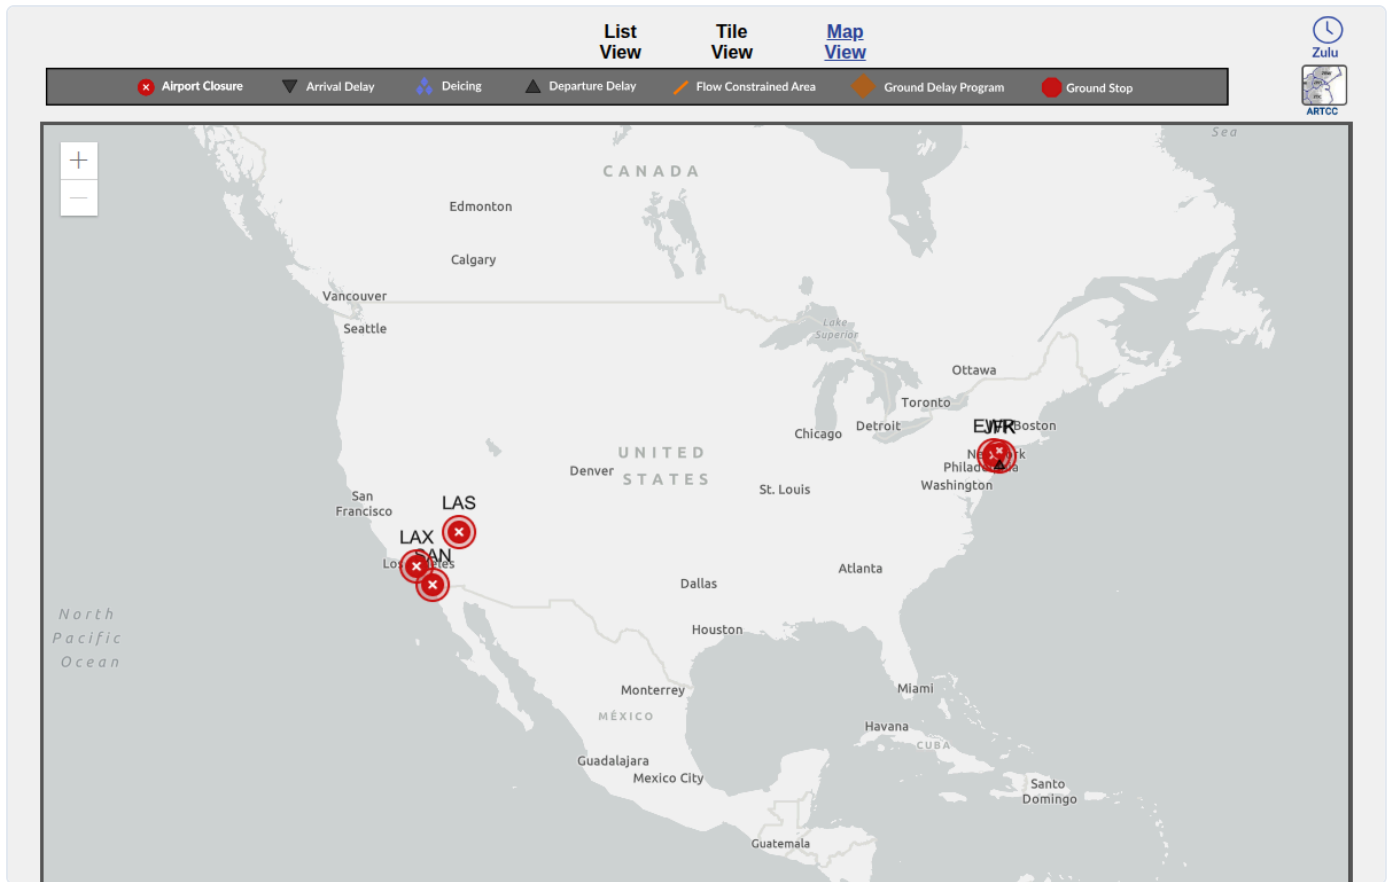 List
View
Tile
View
Map
View
Zulu
Airport Closure
Arrival Delay
Deicing
Departure Delay
Flow Constrained Area
Ground Delay Program
Ground Stop
ARTCC
Sea
CANADA
Edmonton
Calgary
Vancouver
Seattle
Lake
Superior
Ottawa
Toronto
Chicago
Detroit
Boston
EWR
JFK
Washington
UNITED
STATES
Denver
St. Louis
San
Francisco
LAS
LAX
SAN
Dallas
Atlanta
Houston
North
Pacific
Ocean
Monterrey
MÉXICO
Miami
Havana
CUBA
Guadalajara
Mexico City
Santo
Domingo
Guatemala